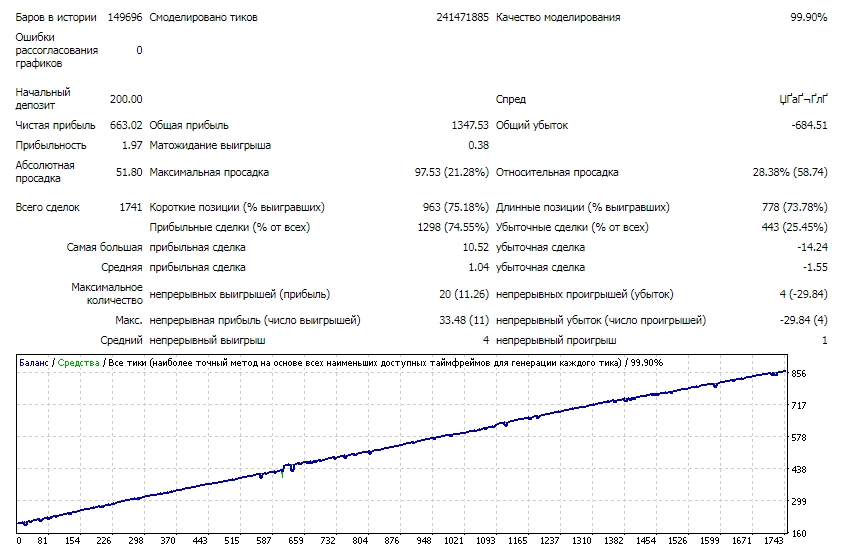 Баров в истории 149696 Смоделировано тиков 241471885 Качество моделирования 99.90%
Ошибки
рассогласования 0
графиков
Начальный
депозит 200.00 Спред
Чистая прибыль 663.02 Общая прибыль 1347.53 Общий убыток -684.51
Прибыльность 1.97 Матожидание выигрыша 0.38
Абсолютная
просадка 51.80 Максимальная просадка 97.53 (21.28%) Относительная просадка 28.38% (58.74)
Всего сделок 1741 Короткие позиции (% выигравших) 963 (75.18%) Длинные позиции (% выигравших) 778 (73.78%)
Прибыльные сделки (% от всех) 1298 (74.55%) Убыточные сделки (% от всех) 443 (25.45%)
Самая большая прибыльная сделка 10.52 убыточная сделка -14.24
Средняя прибыльная сделка 1.04 убыточная сделка -1.55
Максимальное
количество непрерывных выигрышей (прибыль) 20 (11.26) непрерывных проигрышей (убыток) 4 (-29.84)
Макс. непрерывная прибыль (число выигрышей) 33.48 (11) непрерывный убыток (число проигрышей) -29.84 (4)
Средний непрерывный выигрыш 4 непрерывный проигрыш 1
Баланс / Средства / Все тики (наиболее точный метод на основе всех наименьших доступных таймфреймов для генерации каждого тика) / 99.90%
856
717
578
438
299
160
0 81 154 226 298 370 443 515 587 659 732 804 876 948 1021 1093 1165 1237 1310 1382 1454 1526 1599 1671 1743